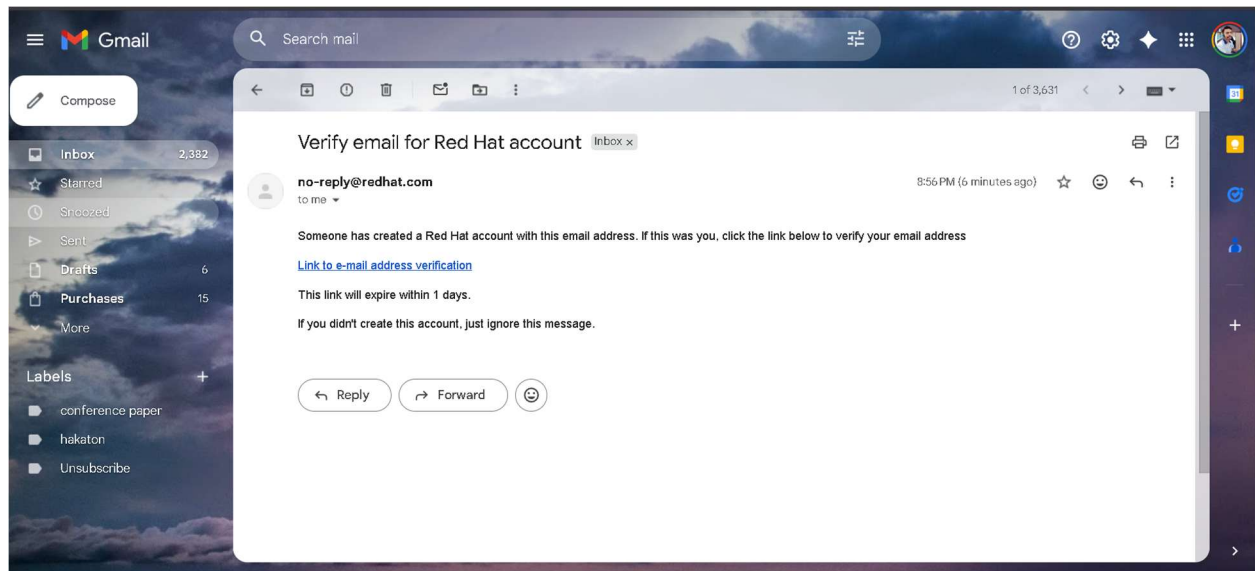 Gmail
Search mail
Compose
1 of 3,631
Inbox 2,382
Starred
Snoozed
Sent
Drafts 6
Purchases 15
More
Labels
conference paper
hakaton
Unsubscribe
Verify email for Red Hat account Inbox x
no-reply@redhat.com 8:56 PM (6 minutes ago)
to me
Someone has created a Red Hat account with this email address. If this was you, click the link below to verify your email address
Link to e-mail address verification
This link will expire within 1 days.
If you didn't create this account, just ignore this message.
Reply Forward
31